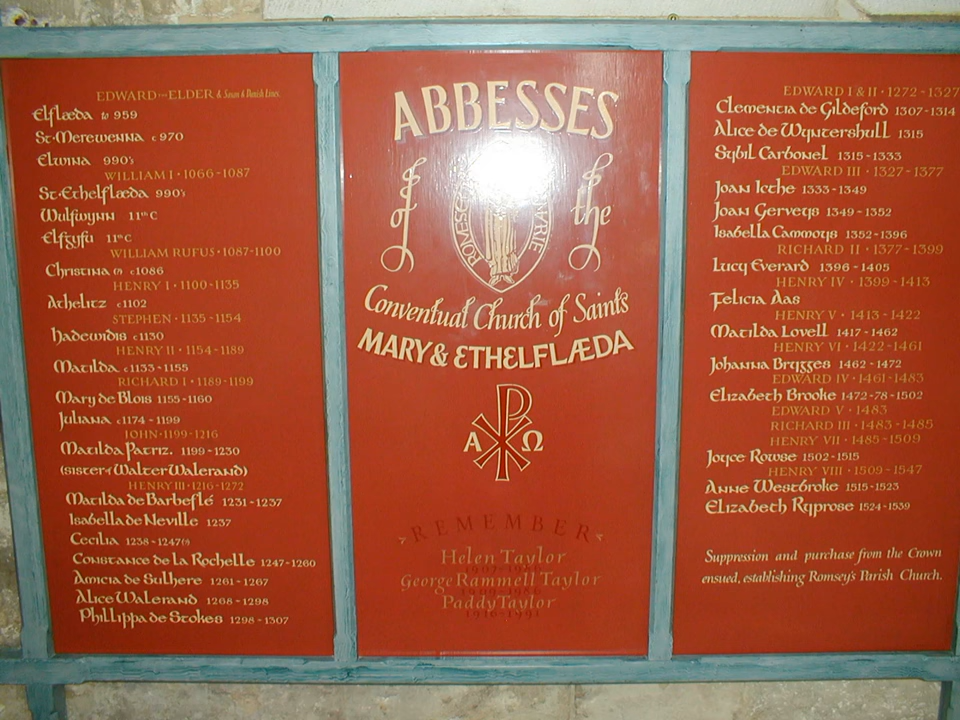 EDWARD THE ELDER & Saxon & Danish Lines
Elflæda to 959
St·Merewenna c 970
Elwina 990's
WILLIAM I · 1066-1087
St·Ethelflæda 990's
Wulfwynn 11th C
Elfgyfu 11th C
WILLIAM RUFUS · 1087-1100
Christina c1086
HENRY I · 1100-1135
Athelitz c1102
STEPHEN · 1135-1154
Hadewidis c1130
HENRY II · 1154-1189
Matilda c1133-1155
RICHARD I · 1189-1199
Mary de Blois 1155-1160
Juliana c1174-1199
JOHN · 1199-1216
Matilda Patriz. 1199-1230
(sister of Walter Walerand)
HENRY III · 1216-1272
Matilda de Barbeflé 1231-1237
Isabella de Neville 1237
Cecilia 1238-1247
Constance de la Rochelle 1247-1260
Amicia de Sulhere 1261-1267
Alice Walerand 1268-1298
Phillippa de Stokes 1298-1307
ABBESSES
of the
Conventual Church of Saints
MARY & ETHELFLÆDA
A Ω
REMEMBER
Helen Taylor
George Rammell Taylor
Paddy Taylor
EDWARD I & II · 1272-1327
Clementia de Gildeford 1307-1314
Alice de Wyntershull 1315
Sybil Carbonel 1315-1333
EDWARD III · 1327-1377
Joan Icthe 1333-1349
Joan Gerveys 1349-1352
Isabella Cammoys 1352-1396
RICHARD II · 1377-1399
Lucy Everard 1396-1405
HENRY IV · 1399-1413
Felicia Aas
HENRY V · 1413-1422
Matilda Lovell 1417-1462
HENRY VI · 1422-1461
Johanna Brygges 1462-1472
EDWARD IV · 1461-1483
Elizabeth Brooke 1472-78-1502
EDWARD V · 1483
RICHARD III · 1483-1485
HENRY VII · 1485-1509
Joyce Rowse 1502-1515
HENRY VIII · 1509-1547
Anne Westbroke 1515-1523
Elizabeth Ryprose 1524-1539
Suppression and purchase from the Crown
ensued, establishing Romsey's Parish Church.